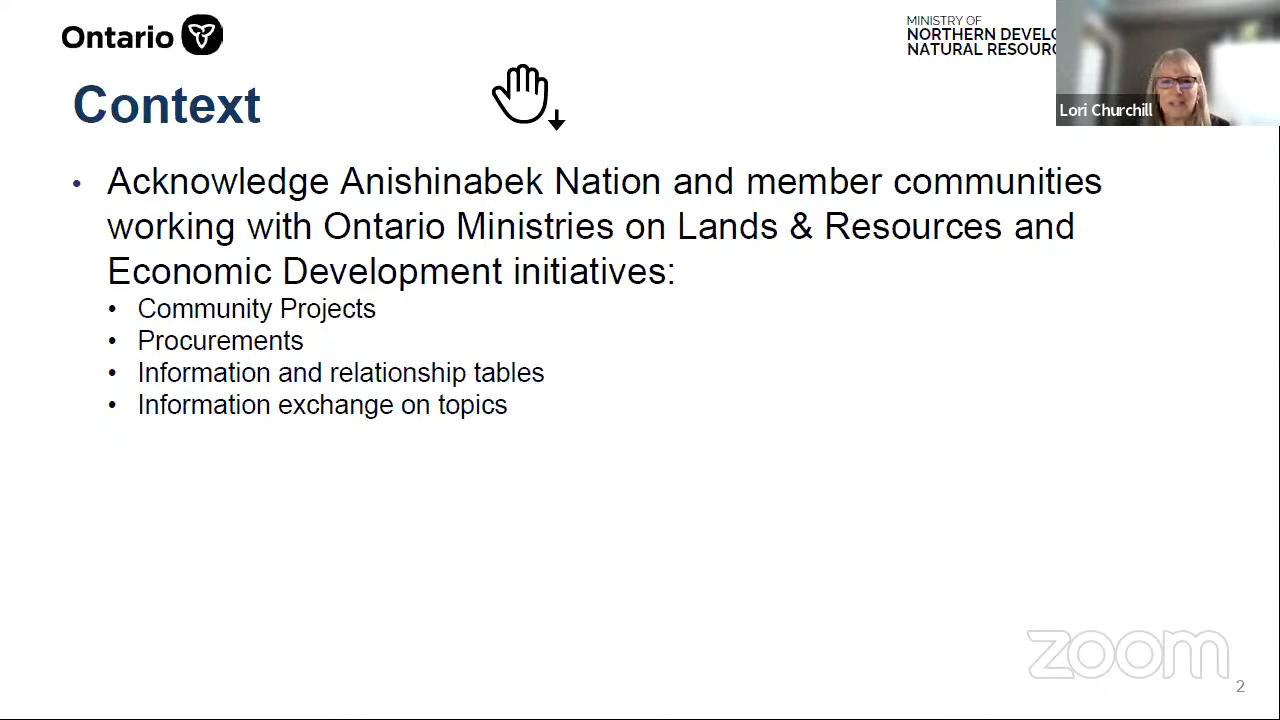 Ontario
MINISTRY OF
NORTHERN DEVELO
NATURAL RESOURC
Lori Churchill
Context
• Acknowledge Anishinabek Nation and member communities
working with Ontario Ministries on Lands & Resources and
Economic Development initiatives:
• Community Projects
• Procurements
• Information and relationship tables
• Information exchange on topics
zoom
2